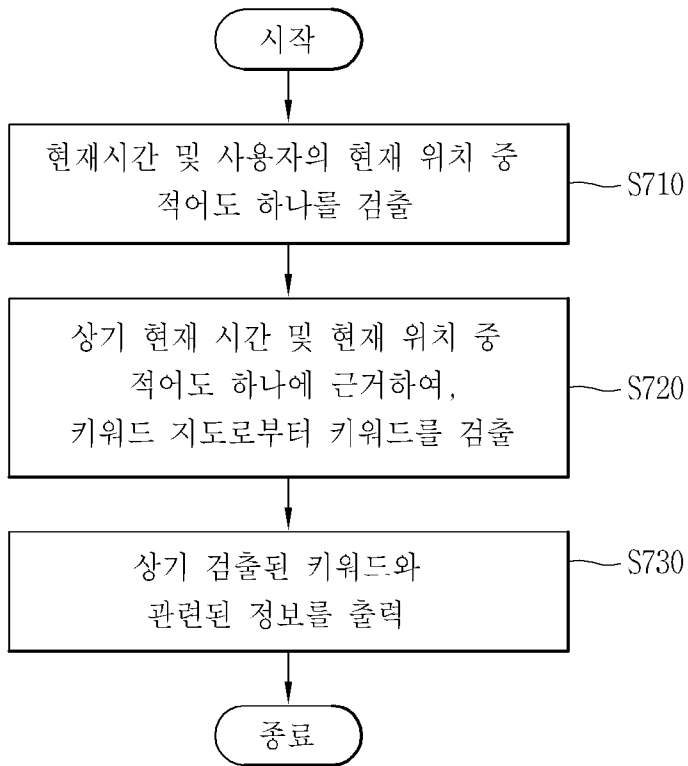 시작
현재시간 및 사용자의 현재 위치 중
적어도 하나를 검출
S710
상기 현재 시간 및 현재 위치 중
적어도 하나에 근거하여,
키워드 지도로부터 키워드를 검출
S720
상기 검출된 키워드와
관련된 정보를 출력
S730
종료